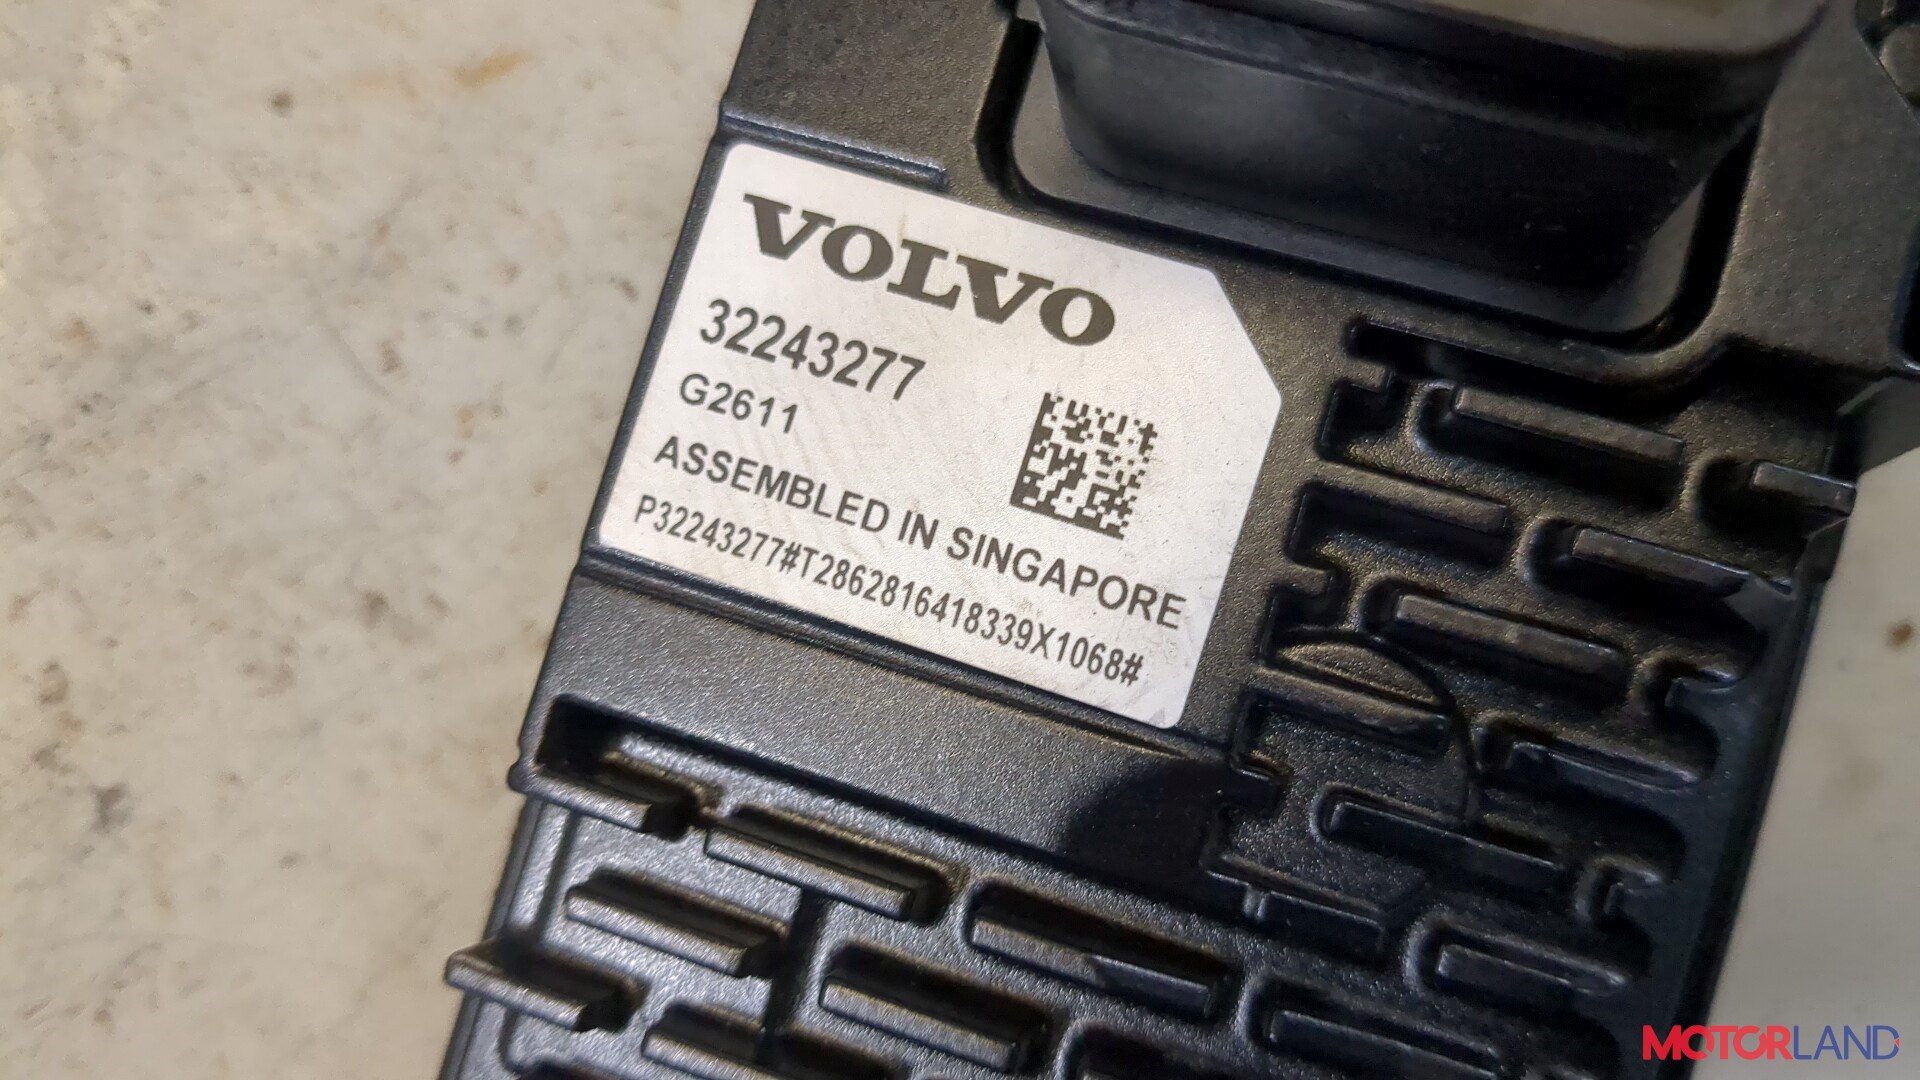 VOLVO
32243277
G2611
ASSEMBLED IN SINGAPORE
P32243277#T2862816418339X1068#
MOTORLAND